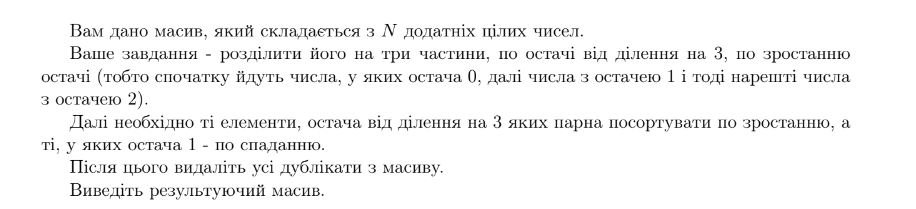 Вам дано масив, який складається з N додатніх цілих чисел.
Ваше завдання - розділити його на три частини, по остачі від ділення на 3, по зростанню
остачі (тобто спочатку йдуть числа, у яких остача 0, далі числа з остачею 1 і тоді нарешті числа
з остачею 2).
Далі необхідно ті елементи, остача від ділення на 3 яких парна посортувати по зростанню, а
ті, у яких остача 1 - по спаданню.
Після цього видаліть усі дублікати з масиву.
Виведіть результуючий масив.